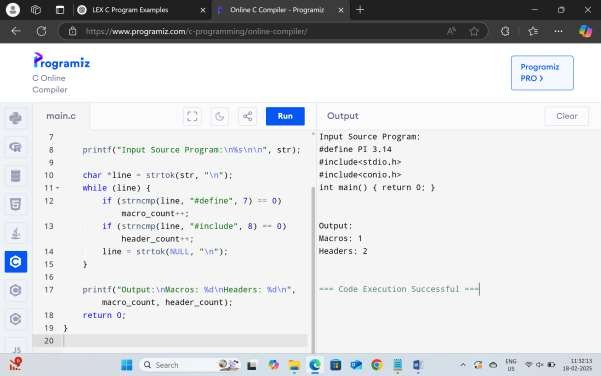 LEX C Program Examples
Online C Compiler - Programiz
https://www.programiz.com/c-programming/online-compiler/
Programiz
C Online
Compiler
Programiz
PRO >
main.c
Run
Output
Clear
7
8 printf("Input Source Program:\n%s\n\n", str);
9
10 char *line = strtok(str, "\n");
11 while (line) {
12 if (strncmp(line, "#define", 7) == 0)
macro_count++;
13 if (strncmp(line, "#include", 8) == 0)
header_count++;
14 line = strtok(NULL, "\n");
15 }
16
17 printf("Output:\nMacros: %d\nHeaders: %d\n",
macro_count, header_count);
18 return 0;
19 }
20
Input Source Program:
#define PI 3.14
#include<stdio.h>
#include<conio.h>
int main() { return 0; }
Output:
Macros: 1
Headers: 2
=== Code Execution Successful ===
JS
Search
ENG
US
11:32:13
18-02-2025